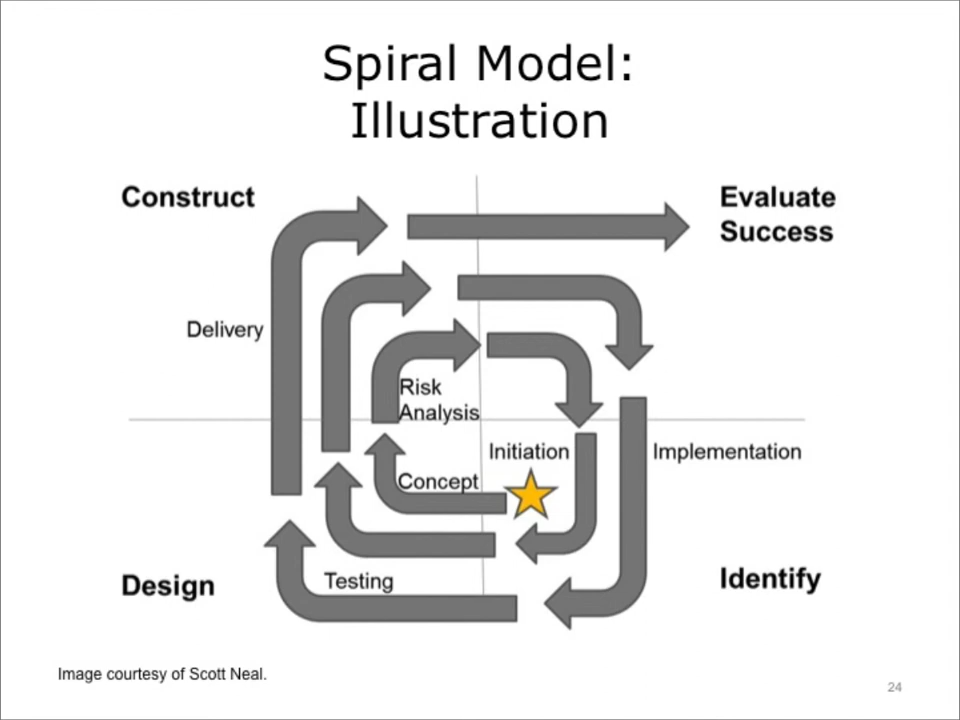 Spiral Model:
Illustration
Construct
Evaluate
Success
Delivery
Risk
Analysis
Initiation
Implementation
Concept
Design
Testing
Identify
Image courtesy of Scott Neal.
24